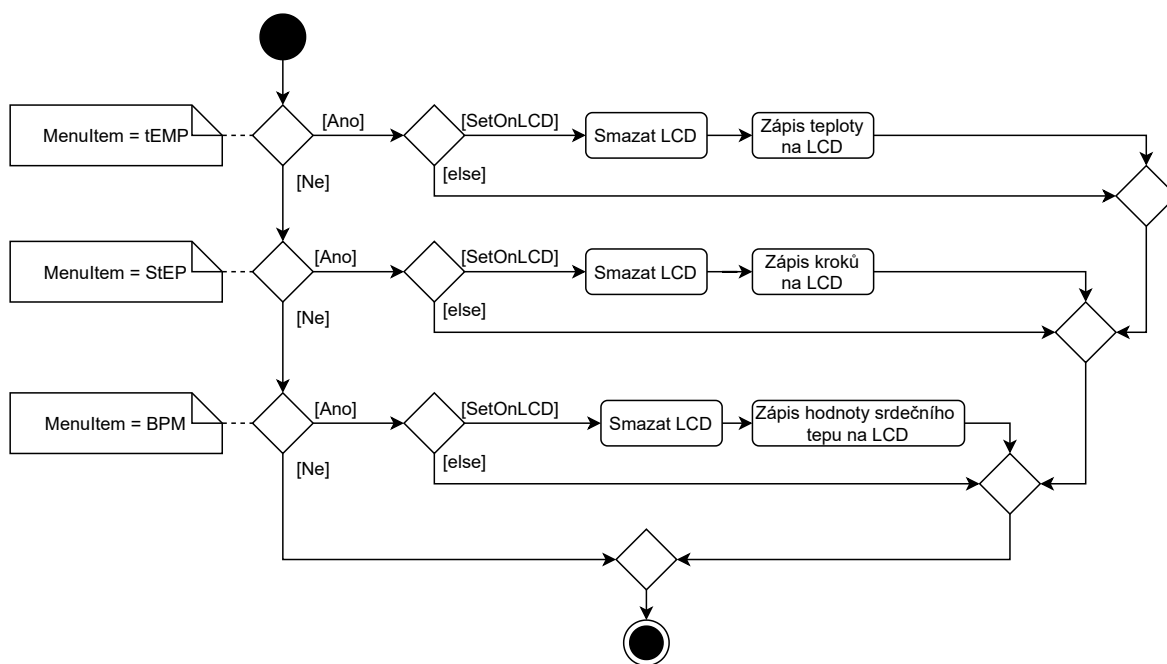 MenuItem = tEMP
[Ano]
[SetOnLCD]
Smazat LCD
Zápis teploty
na LCD
[Ne]
[else]
MenuItem = StEP
[Ano]
[SetOnLCD]
Smazat LCD
Zápis kroků
na LCD
[Ne]
[else]
MenuItem = BPM
[Ano]
[SetOnLCD]
Smazat LCD
Zápis hodnoty srdečního
tepu na LCD
[Ne]
[else]